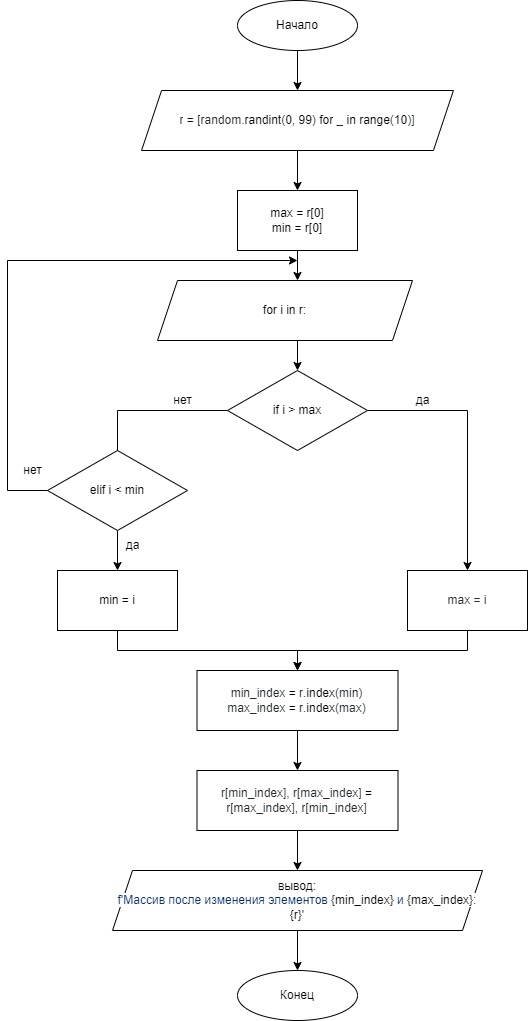 Начало
r = [random.randint(0, 99) for _ in range(10)]
max = r[0]
min = r[0]
for i in r:
if i > max
нет
да
elif i < min
нет
да
min = i
max = i
min_index = r.index(min)
max_index = r.index(max)
r[min_index], r[max_index] =
r[max_index], r[min_index]
вывод:
f'Массив после изменения элементов {min_index} и {max_index}:
{r}'
Конец